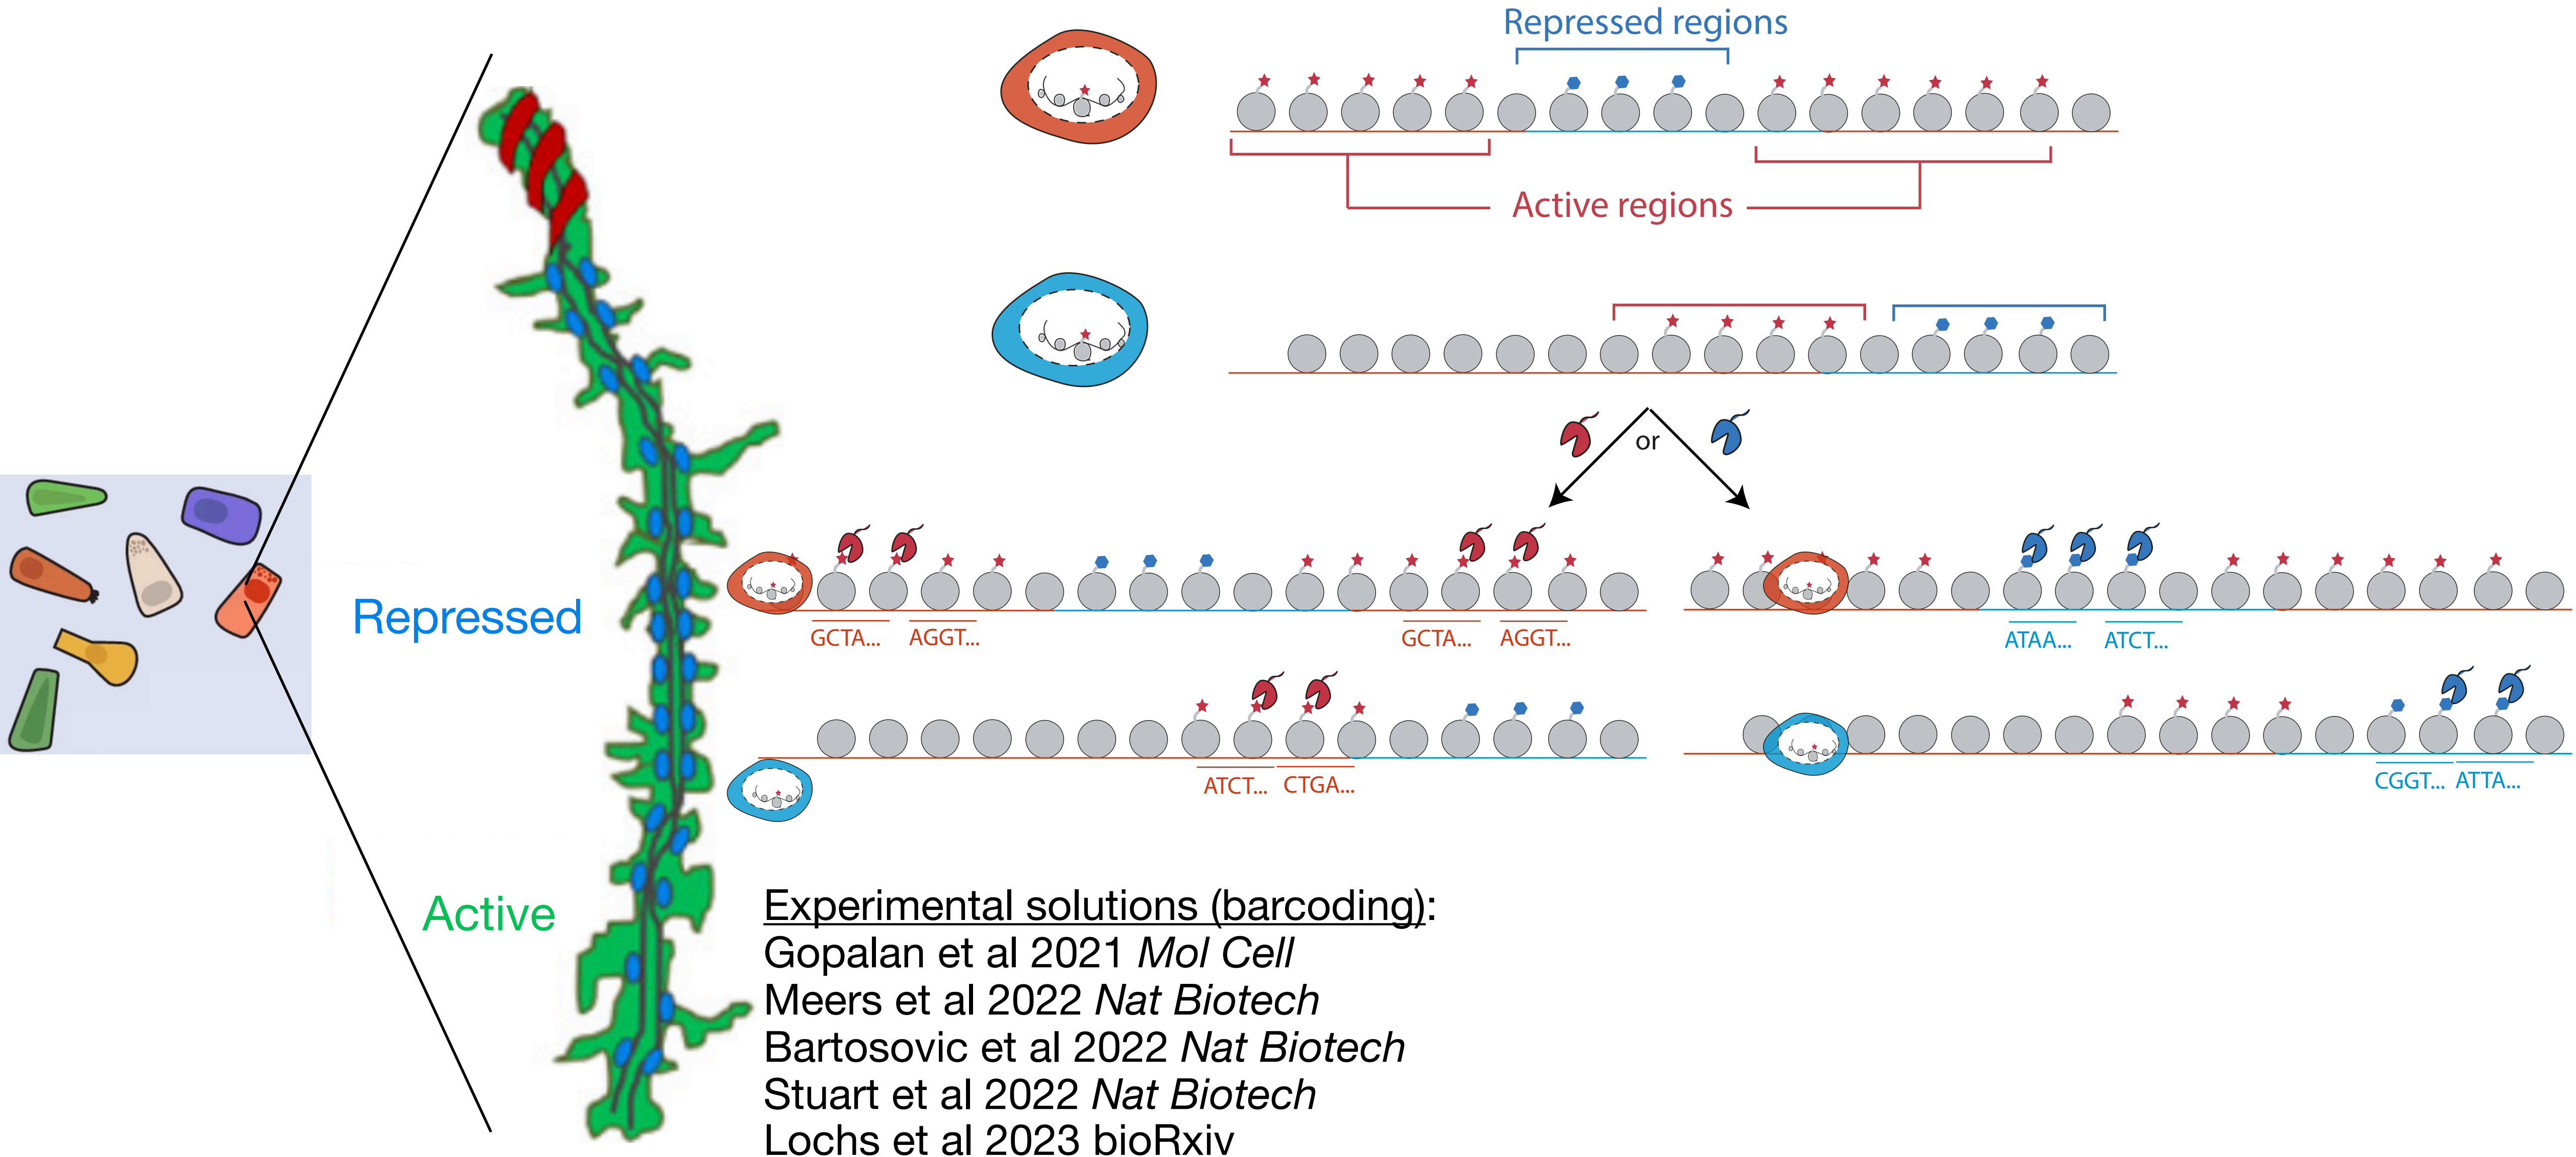 Repressed regions
Active regions
or
Repressed
GCTA...
AGGT...
GCTA...
AGGT...
ATAA...
ATCT...
ATCT...
CTGA...
CGGT...
ATTA...
Active
Experimental solutions (barcoding):
Gopalan et al 2021 Mol Cell
Meers et al 2022 Nat Biotech
Bartosovic et al 2022 Nat Biotech
Stuart et al 2022 Nat Biotech
Lochs et al 2023 bioRxiv